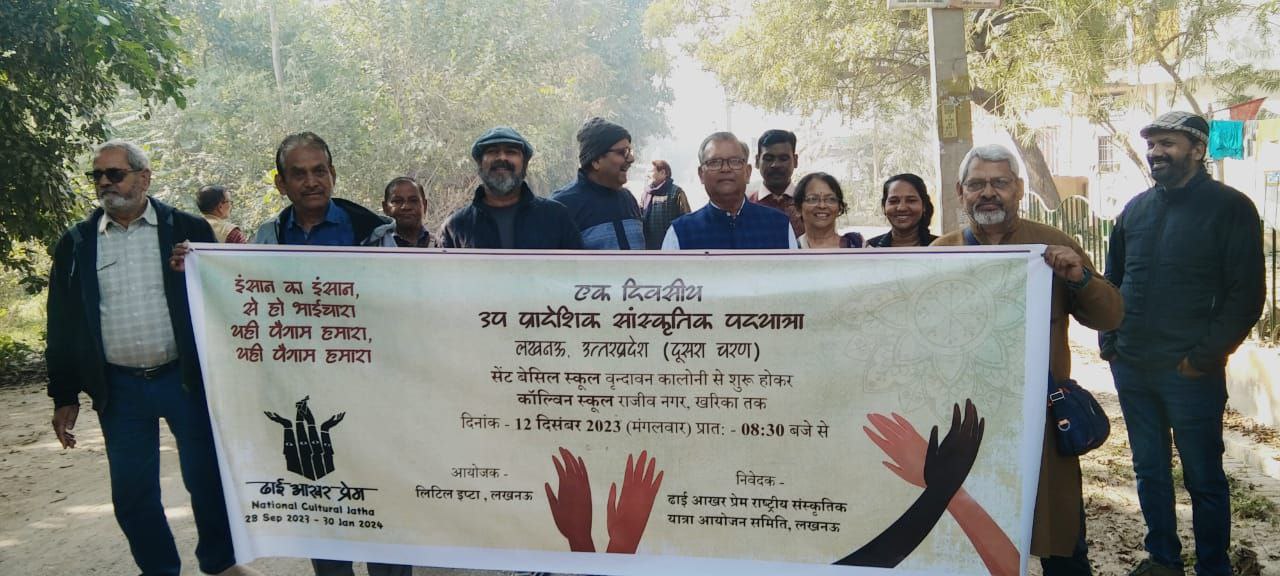 इंसान का इंसान,
से हो भाईचारा
यही पैगाम हमारा,
यही पैगाम हमारा
ढाई आखर प्रेम
National Cultural Jatha
28 Sep 2023 - 30 Jan 2024
एक दिवसीय
उप प्रादेशिक सांस्कृतिक पदयात्रा
लखनऊ, उत्तरप्रदेश (दूसरा चरण)
सेंट बेसिल स्कूल वृन्दावन कालोनी से शुरू होकर
कॉल्विन स्कूल राजीव नगर, खरिका तक
दिनांक - 12 दिसंबर 2023 (मंगलवार) प्रात: - 08:30 बजे से
आयोजक -
लिटिल इप्टा , लखनऊ
निवेदक -
ढाई आखर प्रेम राष्ट्रीय संस्कृतिक
यात्रा आयोजन समिति, लखनऊ